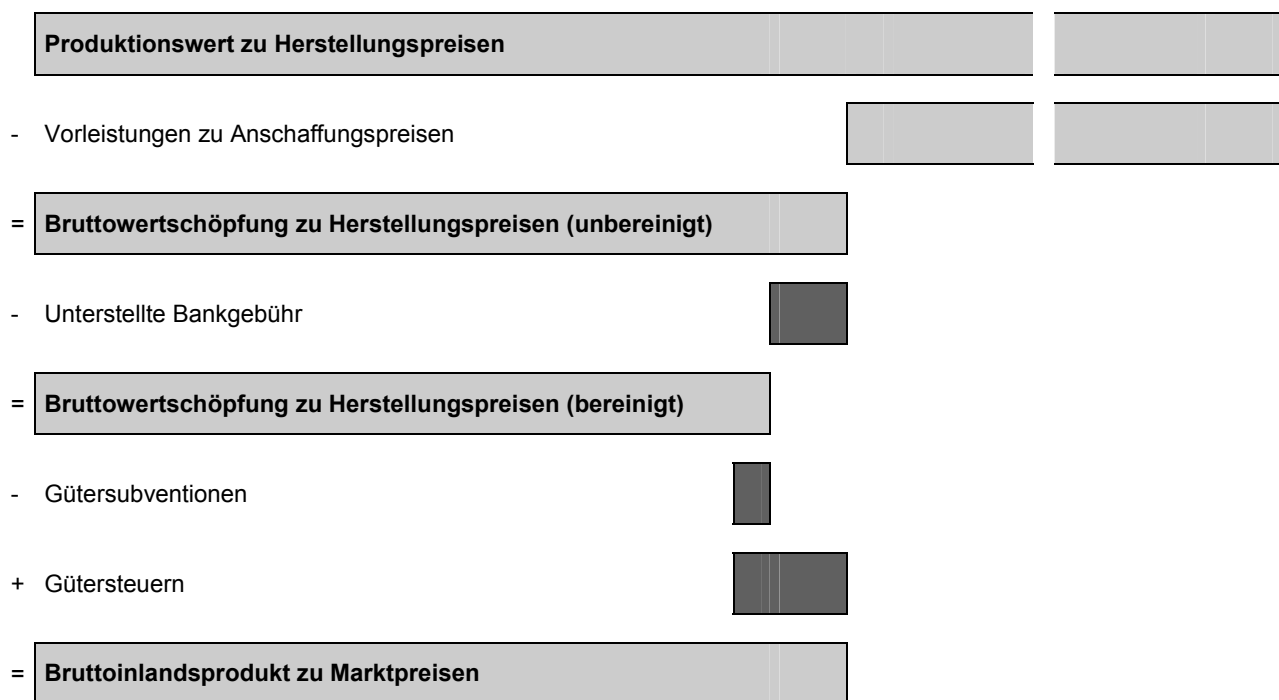 Produktionswert zu Herstellungspreisen
- Vorleistungen zu Anschaffungspreisen
= Bruttowertschöpfung zu Herstellungspreisen (unbereinigt)
- Unterstellte Bankgebühr
= Bruttowertschöpfung zu Herstellungspreisen (bereinigt)
- Gütersubventionen
+ Gütersteuern
= Bruttoinlandsprodukt zu Marktpreisen